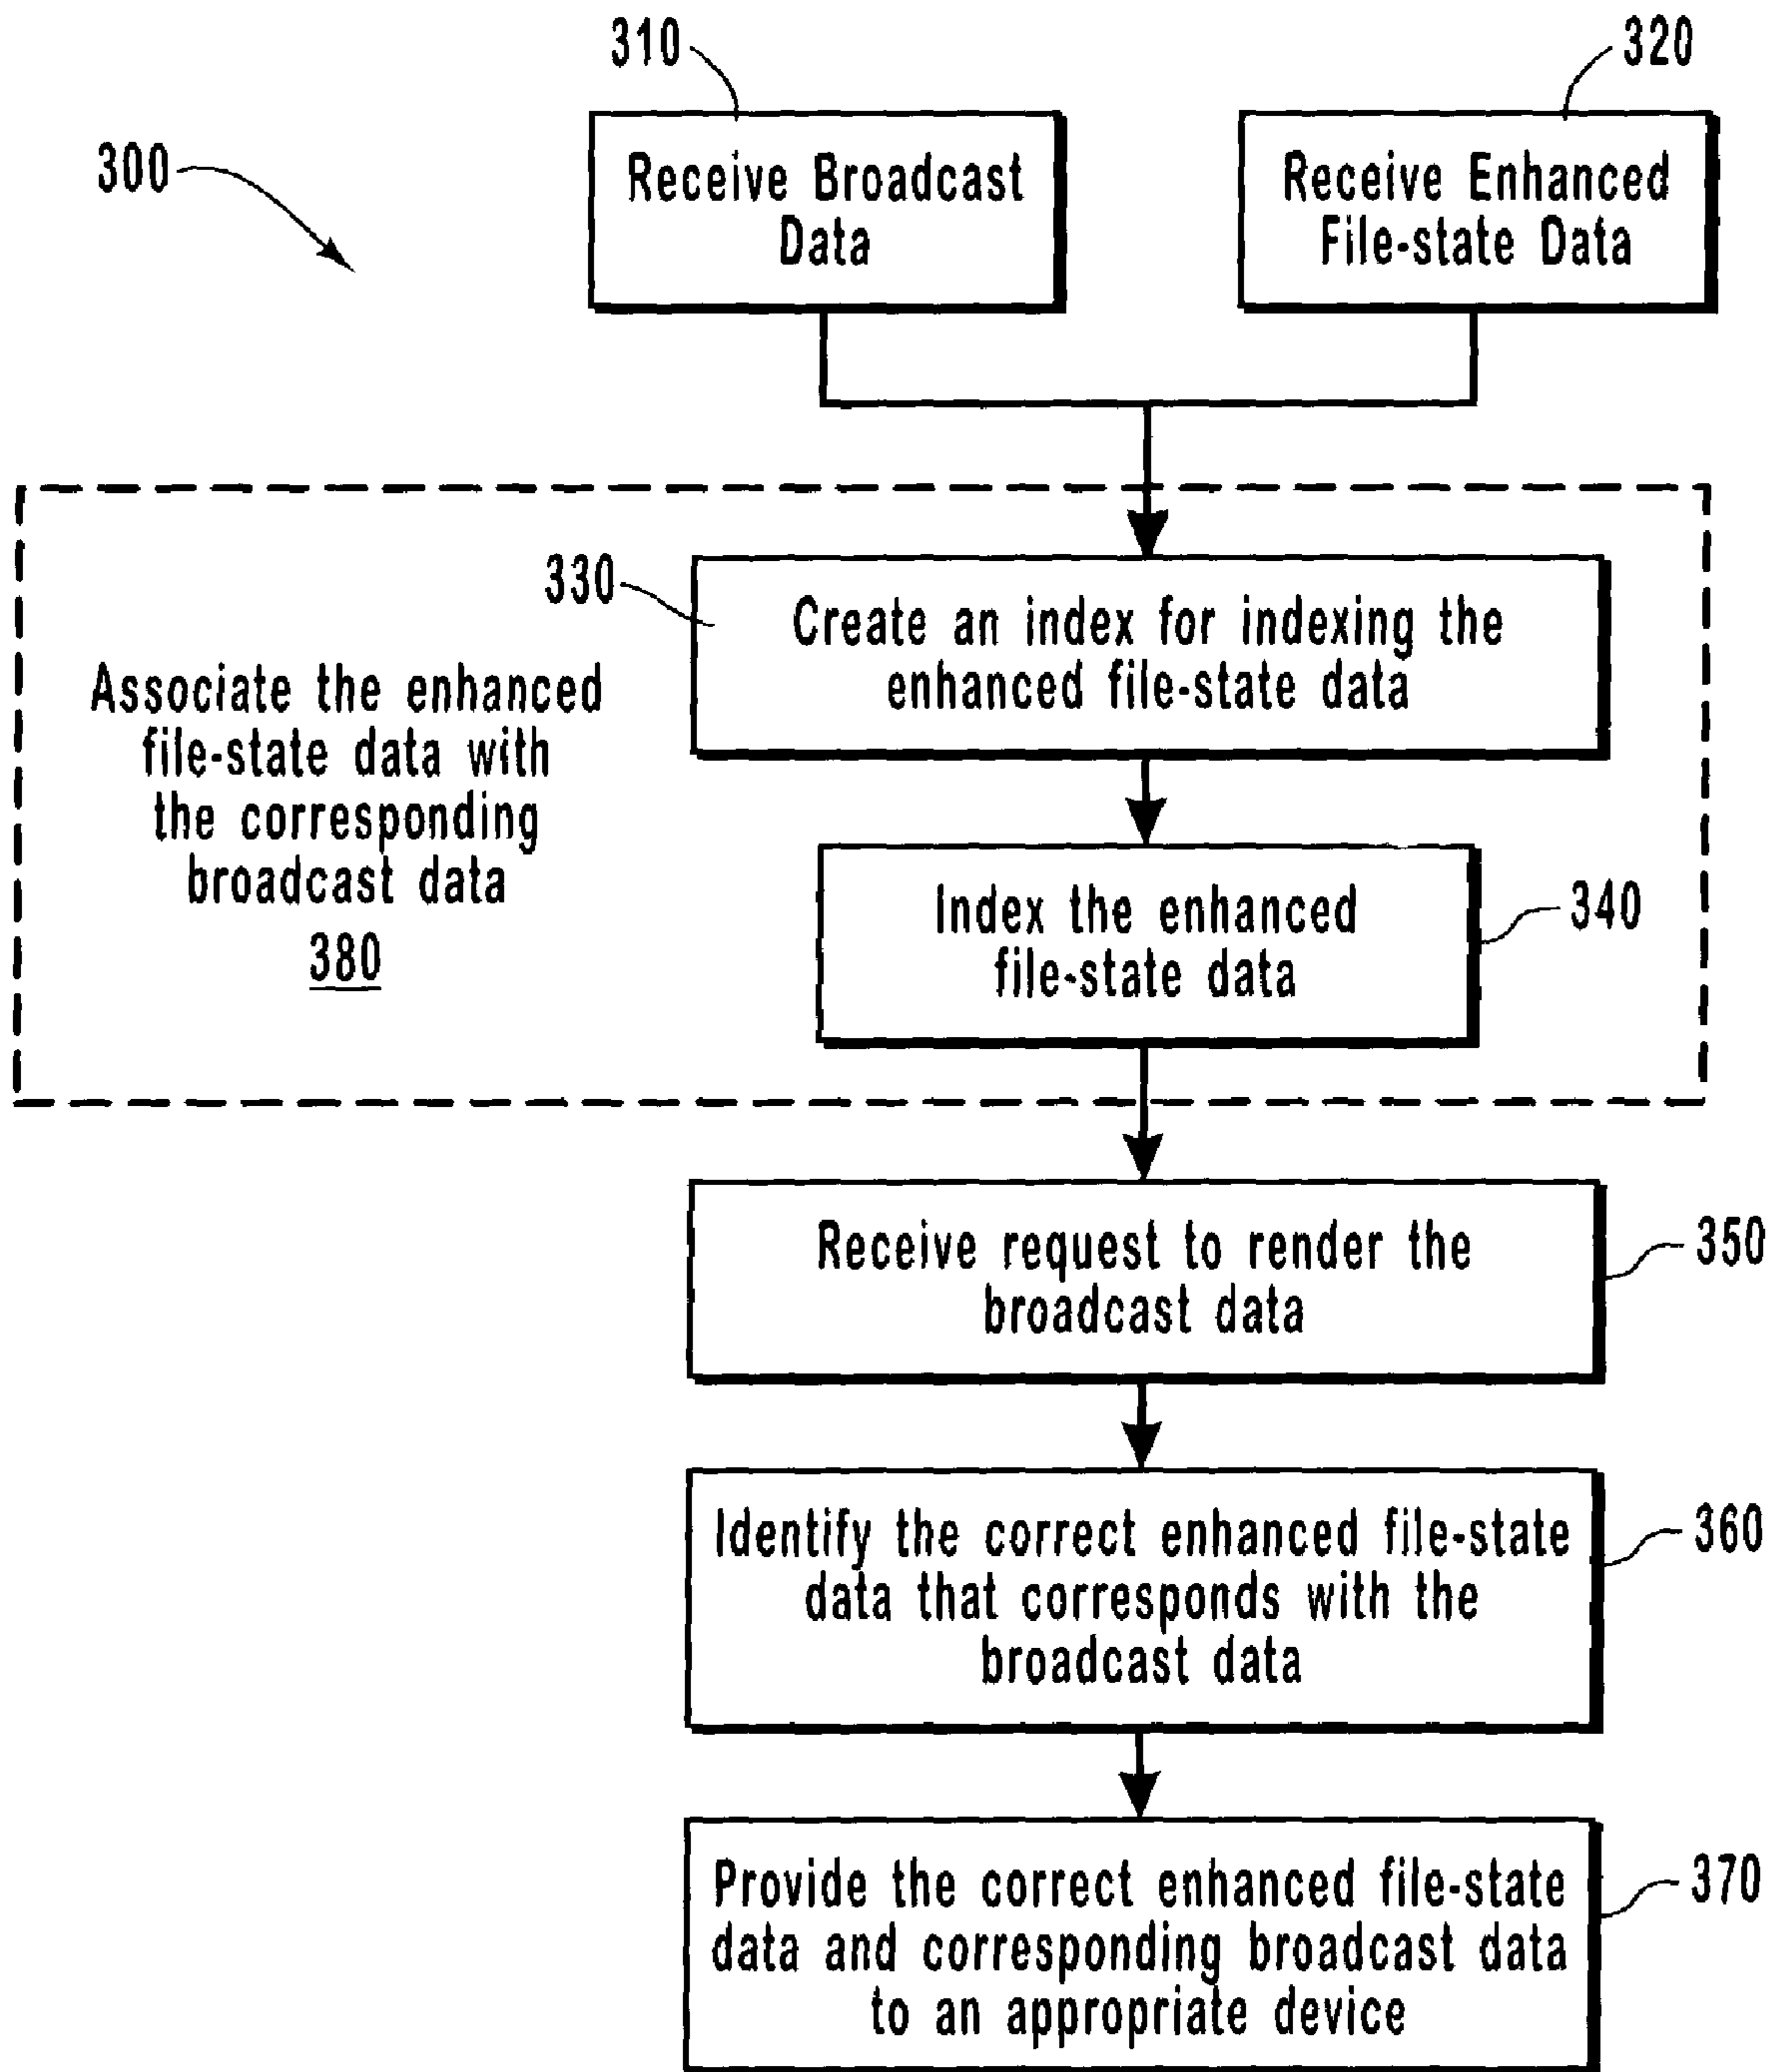 310
320
300
Receive Broadcast
Data
Receive Enhanced
File-state Data
330
Create an index for indexing the
enhanced file-state data
Associate the enhanced
file-state data with
the corresponding
broadcast data
380
Index the enhanced
file-state data
340
Receive request to render the
broadcast data
350
Identify the correct enhanced file-state
data that corresponds with the
broadcast data
360
Provide the correct enhanced file-state
data and corresponding broadcast data
to an appropriate device
370